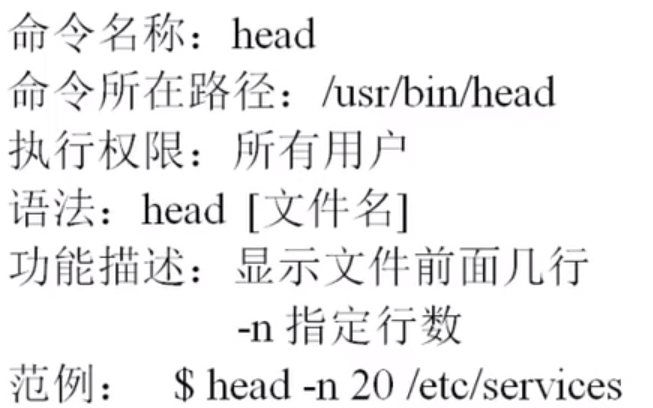 命令名称：head
命令所在路径：/usr/bin/head
执行权限：所有用户
语法：head [文件名]
功能描述：显示文件前面几行
-n 指定行数
范例： $ head -n 20 /etc/services